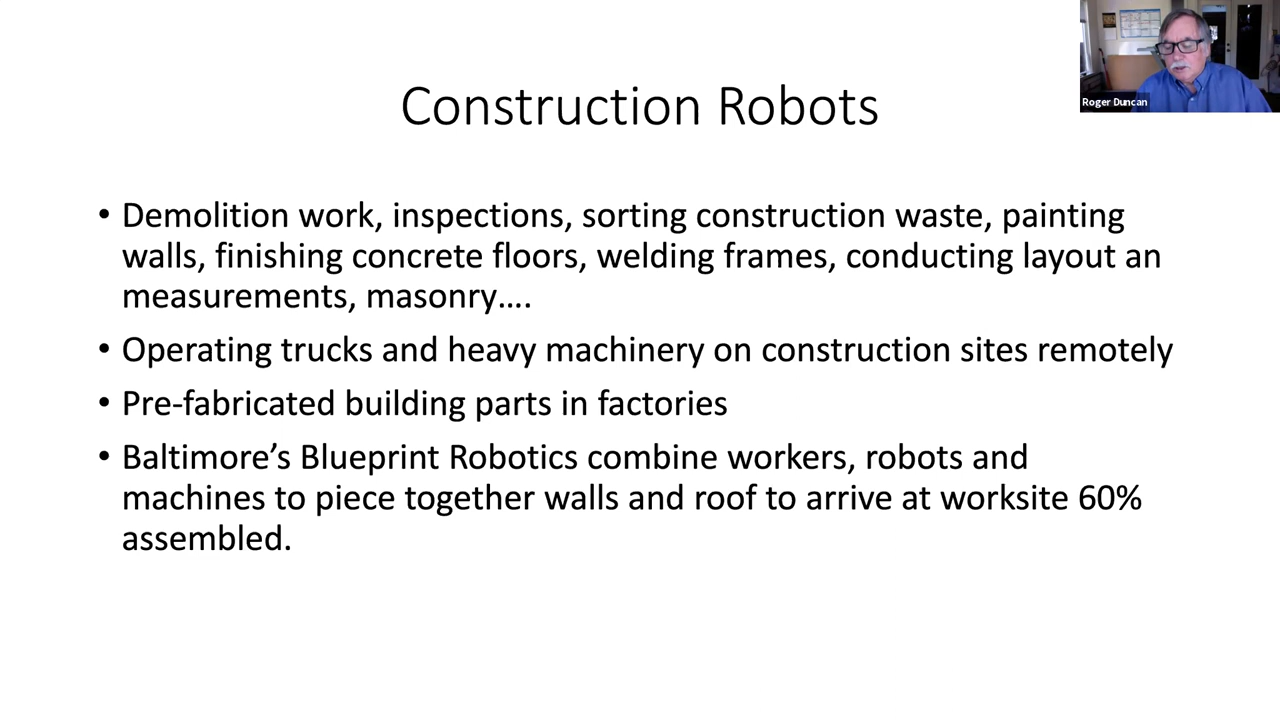 Construction Robots
• Demolition work, inspections, sorting construction waste, painting
walls, finishing concrete floors, welding frames, conducting layout an
measurements, masonry….
• Operating trucks and heavy machinery on construction sites remotely
• Pre-fabricated building parts in factories
• Baltimore’s Blueprint Robotics combine workers, robots and
machines to piece together walls and roof to arrive at worksite 60%
assembled.
Roger Duncan